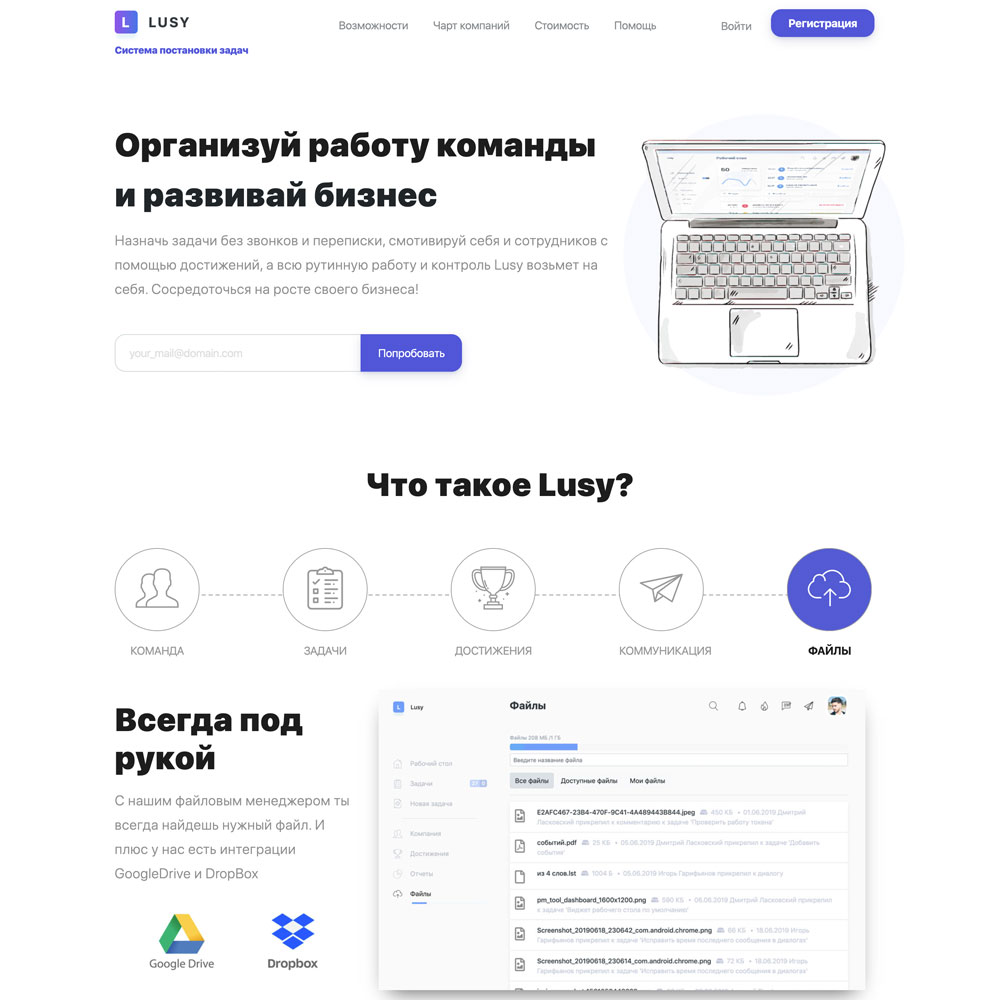 L LUSY
Система постановки задач
Возможности Чарт компаний Стоимость Помощь Войти Регистрация
Организуй работу команды
и развивай бизнес
Назначь задачи без звонков и переписки, смотивируй себя и сотрудников с
помощью достижений, а всю рутинную работу и контроль Lusy возьмет на
себя. Сосредоточься на росте своего бизнеса!
your_mail@domain.com Попробовать
Рабочий стол
50
Что такое Lusy?
КОМАНДА ЗАДАЧИ ДОСТИЖЕНИЯ КОММУНИКАЦИЯ ФАЙЛЫ
Всегда под
рукой
С нашим файловым менеджером ты
всегда найдешь нужный файл. И
плюс у нас есть интеграции
GoogleDrive и DropBox
Google Drive Dropbox
L Lusy
Рабочий стол
Задачи
Новая задача
Компания
Достижения
Отчеты
Файлы
Файлы
Файлы 208 МБ /1 ГБ
Введите название файла
Все файлы Доступные файлы Мои файлы
E2AFC467-23B4-470F-9C41-4A489443B844.jpeg 450 КБ • 01.06.2019 Дмитрий
Ласковский прикрепил к комментарию к задаче 'Проверить работу токена'
событий.pdf 25 КБ • 05.06.2019 Дмитрий Ласковский прикрепил к задаче 'Добавить
события'
из 4 слов.lst 1004 Б • 05.06.2019 Игорь Гарифьянов прикрепил к диалогу
pm_tool_dashboard_1600x1200.png 590 КБ • 05.06.2019 Дмитрий Ласковский прикрепил
к задаче 'Виджет рабочего стола по умолчанию'
Screenshot_20190618_230642_com.android.chrome.png 66 КБ • 18.06.2019 Игорь
Гарифьянов прикрепил к задаче 'Исправить время последнего сообщения в диалогах'
Screenshot_20190618_230614_com.android.chrome.png 72 КБ • 18.06.2019 Игорь
Гарифьянов прикрепил к задаче 'Исправить время последнего сообщения в диалогах'